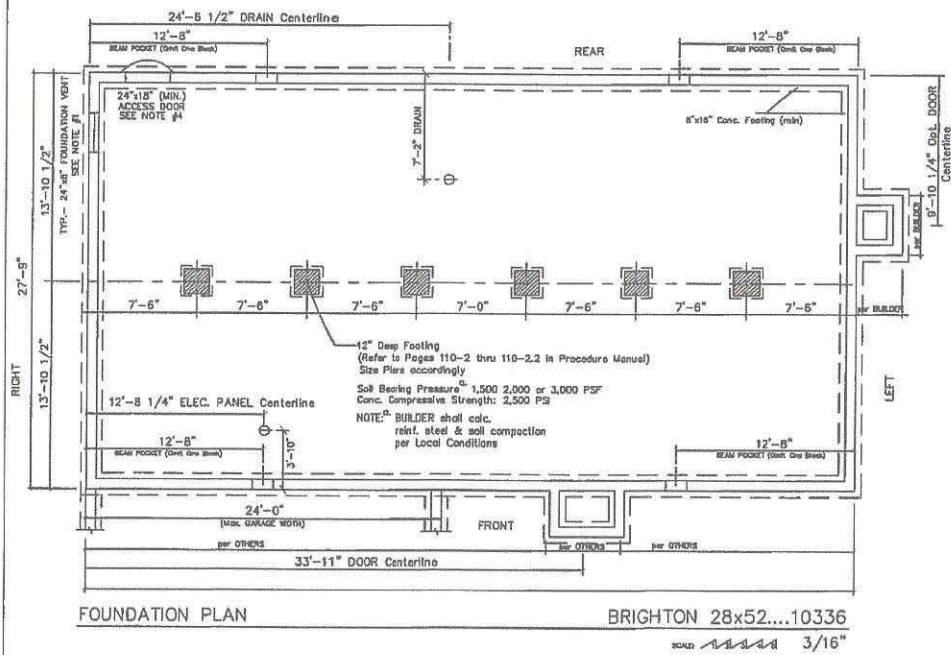 24'-6 1/2" DRAIN Centerline
12'-8"
BEAM POCKET (Omit One Block)
REAR
12'-8"
BEAM POCKET (Omit One Block)
24"x18" (MIN.)
ACCESS DOOR
SEE NOTE #4
TYP.- 24"x8" FOUNDATION VENT
SEE NOTE #1
13'-10 1/2"
7'-2" DRAIN
8"x16" Conc. Footing (min)
9'-10 1/4" Opt. DOOR
Centerline
per BUILDER
27'-9"
RIGHT
7'-6"
7'-6"
7'-6"
7'-0"
7'-6"
7'-6"
7'-6"
per BUILDER
13'-10 1/2"
12" Deep Footing
(Refer to Pages 110-2 thru 110-2.2 in Procedure Manual)
Size Piers accordingly
Soil Bearing Pressure a. 1,500 2,000 or 3,000 PSF
Conc. Compressive Strength: 2,500 PSI
NOTE: a. BUILDER shall calc.
reinf. steel & soil compaction
per Local Conditions
LEFT
12'-8 1/4" ELEC. PANEL Centerline
12'-8"
BEAM POCKET (Omit One Block)
3'-10"
12'-8"
BEAM POCKET (Omit One Block)
24'-0"
(Max. GARAGE WIDTH)
FRONT
per OTHERS
per OTHERS
per OTHERS
33'-11" DOOR Centerline
FOUNDATION PLAN
BRIGHTON 28x52....10336
SCALE:
3/16"